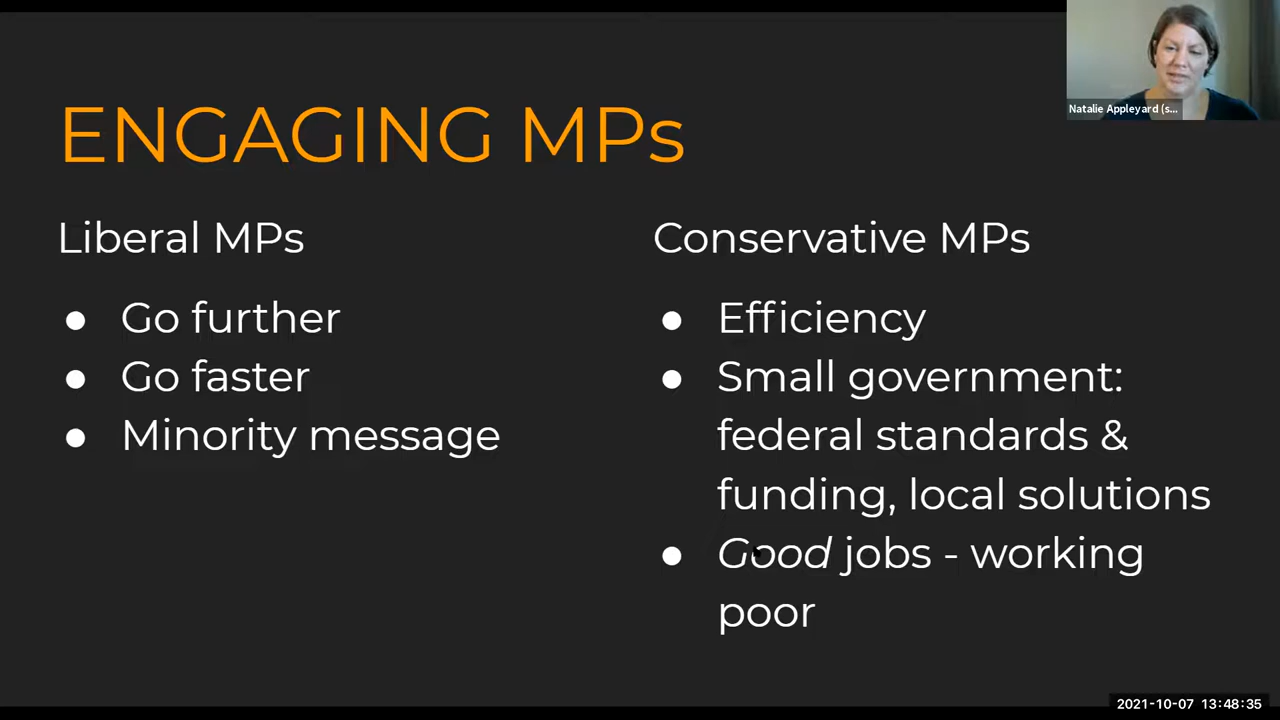 Natalie Appleyard (s...
ENGAGING MPs
Liberal MPs
● Go further
● Go faster
● Minority message
Conservative MPs
● Efficiency
● Small government:
federal standards &
funding, local solutions
● Good jobs - working
poor
2021-10-07 13:48:35